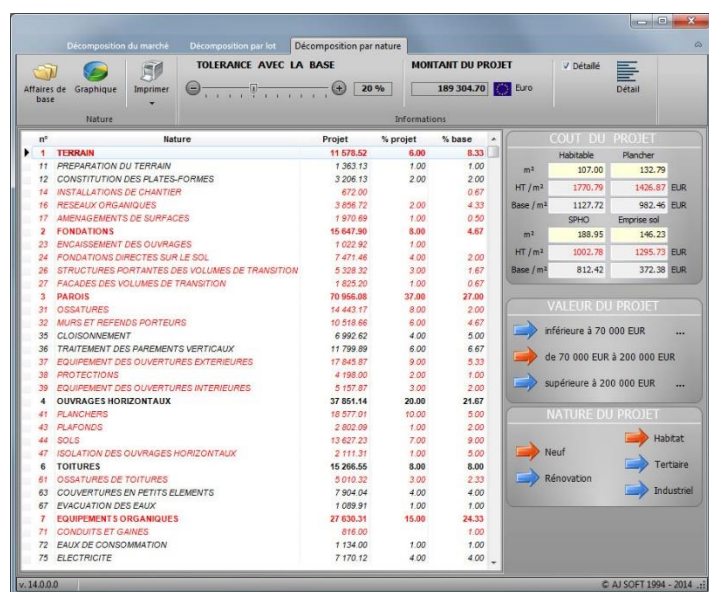 Décomposition du marché Décomposition par lot Décomposition par nature
TOLERANCE AVEC LA BASE MONTANT DU PROJET
Affaires de base Graphique Imprimer 20 % 189 304.70 Euro Détaillé Détail
Nature Informations
n° Nature Projet % projet % base
1 TERRAIN 11 578.52 6.00 8.33
11 PREPARATION DU TERRAIN 1 363.13 1.00 1.00
12 CONSTITUTION DES PLATES-FORMES 3 206.13 2.00 2.00
14 INSTALLATIONS DE CHANTIER 672.00 0.67
16 RESEAUX ORGANIQUES 3 856.72 2.00 4.33
17 AMENAGEMENTS DE SURFACES 1 970.69 1.00 0.50
2 FONDATIONS 15 647.90 8.00 4.67
23 ENCAISSEMENT DES OUVRAGES 1 022.92 1.00
24 FONDATIONS DIRECTES SUR LE SOL 7 471.46 4.00 2.00
26 STRUCTURES PORTANTES DES VOLUMES DE TRANSITION 5 328.32 3.00 1.67
27 FACADES DES VOLUMES DE TRANSITION 1 825.20 1.00 0.67
3 PAROIS 70 956.08 37.00 27.00
31 OSSATURES 14 443.17 8.00 2.00
32 MURS ET REFENDS PORTEURS 10 518.66 6.00 4.67
35 CLOISONNEMENT 6 992.62 4.00 5.00
36 TRAITEMENT DES PAREMENTS VERTICAUX 11 799.89 6.00 6.67
37 EQUIPEMENT DES OUVERTURES EXTERIEURES 17 845.87 9.00 5.33
38 PROTECTIONS 4 198.00 2.00 1.00
39 EQUIPEMENT DES OUVERTURES INTERIEURES 5 157.87 3.00 2.00
4 OUVRAGES HORIZONTAUX 37 851.14 20.00 21.67
41 PLANCHERS 18 577.01 10.00 5.00
43 PLAFONDS 2 802.09 1.00 2.00
44 SOLS 13 627.23 7.00 9.00
47 ISOLATION DES OUVRAGES HORIZONTAUX 2 111.31 1.00 5.00
6 TOITURES 15 266.55 8.00 8.00
61 OSSATURES DE TOITURES 5 010.32 3.00 2.33
63 COUVERTURES EN PETITS ELEMENTS 7 904.04 4.00 4.00
67 EVACUATION DES EAUX 1 089.91 1.00 1.00
7 EQUIPEMENTS ORGANIQUES 27 630.31 15.00 24.33
71 CONDUITS ET GAINES 816.00 1.00
72 EAUX DE CONSOMMATION 1 134.00 1.00 1.00
75 ELECTRICITE 7 170.12 4.00 4.00
COUT DU PROJET
Habitable Plancher
m² 107.00 132.79
HT / m² 1770.79 1426.87 EUR
Base / m² 1127.72 982.46 EUR
SPHO Emprise sol
m² 188.95 146.23
HT / m² 1002.78 1295.73 EUR
Base / m² 812.42 372.38 EUR
VALEUR DU PROJET
inférieure à 70 000 EUR ...
de 70 000 EUR à 200 000 EUR
supérieure à 200 000 EUR ...
NATURE DU PROJET
Habitat
Neuf
Tertiaire
Rénovation
Industriel
v. 14.0.0.0 © AJ SOFT 1994 - 2014